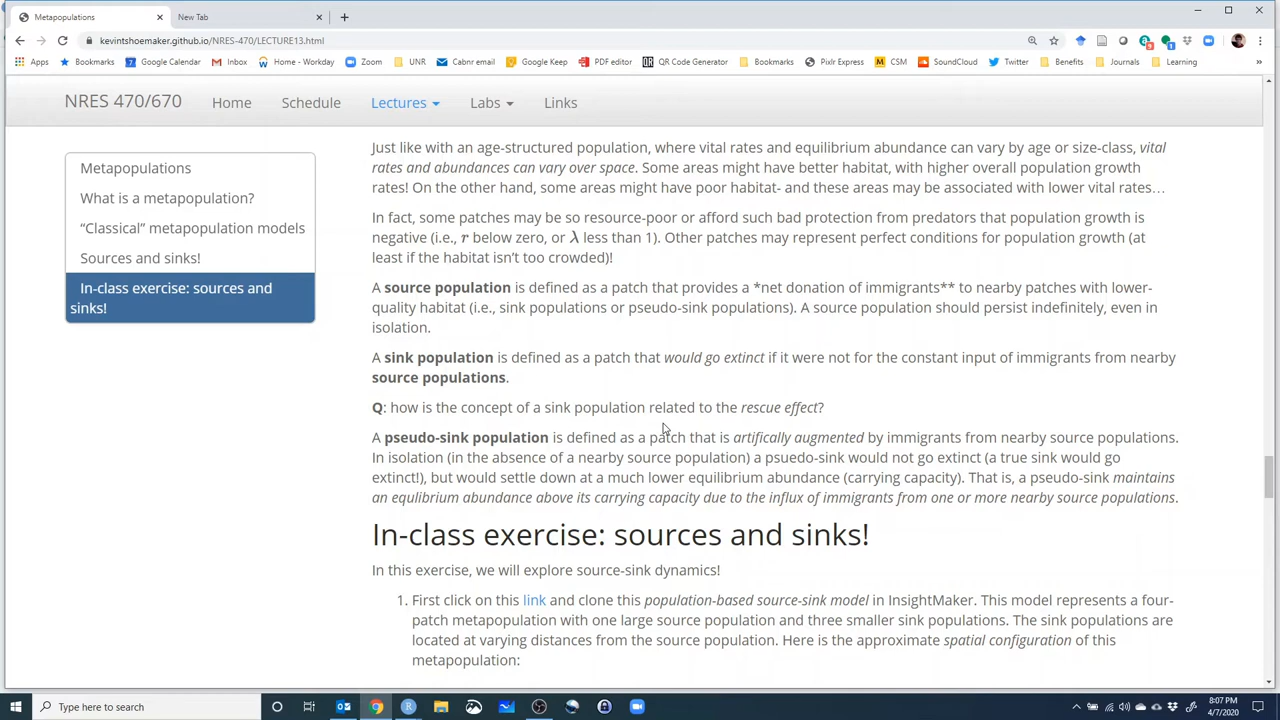 Metapopulations
New Tab
kevintshoemaker.github.io/NRES-470/LECTURE13.html
Apps Bookmarks Google Calendar Inbox Home - Workday Zoom UNR Cabnr email Google Keep PDF editor QR Code Generator Bookmarks Pixlr Express CSM SoundCloud Twitter Benefits Journals Learning »
NRES 470/670 Home Schedule Lectures Labs Links
Metapopulations
What is a metapopulation?
“Classical” metapopulation models
Sources and sinks!
In-class exercise: sources and
sinks!
Just like with an age-structured population, where vital rates and equilibrium abundance can vary by age or size-class, vital
rates and abundances can vary over space. Some areas might have better habitat, with higher overall population growth
rates! On the other hand, some areas might have poor habitat- and these areas may be associated with lower vital rates…
In fact, some patches may be so resource-poor or afford such bad protection from predators that population growth is
negative (i.e., r below zero, or λ less than 1). Other patches may represent perfect conditions for population growth (at
least if the habitat isn’t too crowded)!
A source population is defined as a patch that provides a *net donation of immigrants** to nearby patches with lower-
quality habitat (i.e., sink populations or pseudo-sink populations). A source population should persist indefinitely, even in
isolation.
A sink population is defined as a patch that would go extinct if it were not for the constant input of immigrants from nearby
source populations.
Q: how is the concept of a sink population related to the rescue effect?
A pseudo-sink population is defined as a patch that is artifically augmented by immigrants from nearby source populations.
In isolation (in the absence of a nearby source population) a psuedo-sink would not go extinct (a true sink would go
extinct!), but would settle down at a much lower equilibrium abundance (carrying capacity). That is, a pseudo-sink maintains
an equlibrium abundance above its carrying capacity due to the influx of immigrants from one or more nearby source populations.
In-class exercise: sources and sinks!
In this exercise, we will explore source-sink dynamics!
1. First click on this link and clone this population-based source-sink model in InsightMaker. This model represents a four-
patch metapopulation with one large source population and three smaller sink populations. The sink populations are
located at varying distances from the source population. Here is the approximate spatial configuration of this
metapopulation:
Type here to search
8:07 PM
4/7/2020